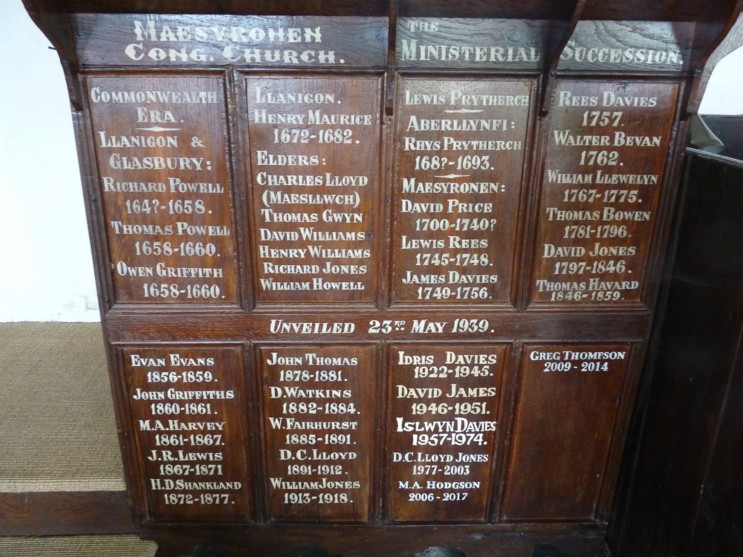 MAESYRONEN
CONG. CHURCH.
THE
MINISTERIAL SUCCESSION.
COMMONWEALTH
ERA.
LLANIGON &
GLASBURY:
RICHARD POWELL
164?-1658.
THOMAS POWELL
1658-1660.
OWEN GRIFFITH
1658-1660.
LLANIGON.
HENRY MAURICE
1672-1682.
ELDERS:
CHARLES LLOYD
(MAESLLWCH)
THOMAS GWYN
DAVID WILLIAMS
HENRY WILLIAMS
RICHARD JONES
WILLIAM HOWELL
LEWIS PRYTHERCH
ABERLLYNFI:
RHYS PRYTHERCH
168?-1693.
MAESYRONEN:
DAVID PRICE
1700-1740?
LEWIS REES
1745-1748.
JAMES DAVIES
1749-1756.
REES DAVIES
1757.
WALTER BEVAN
1762.
WILLIAM LLEWELYN
1767-1775.
THOMAS BOWEN
1781-1796.
DAVID JONES
1797-1846.
THOMAS HAVARD
1846-1859.
UNVEILED 23RD MAY 1939.
EVAN EVANS
1856-1859.
JOHN GRIFFITHS
1860-1861.
M.A. HARVEY
1861-1867.
J.R. LEWIS
1867-1871
H.D. SHANKLAND
1872-1877.
JOHN THOMAS
1878-1881.
D. WATKINS
1882-1884.
W. FAIRHURST
1885-1891.
D.C. LLOYD
1891-1912.
WILLIAM JONES
1913-1918.
IDRIS DAVIES
1922-1945.
DAVID JAMES
1946-1951.
ISLWYN DAVIES
1957-1974.
D.C. LLOYD JONES
1977-2003
M.A. HODGSON
2006-2017
GREG THOMPSON
2009 - 2014